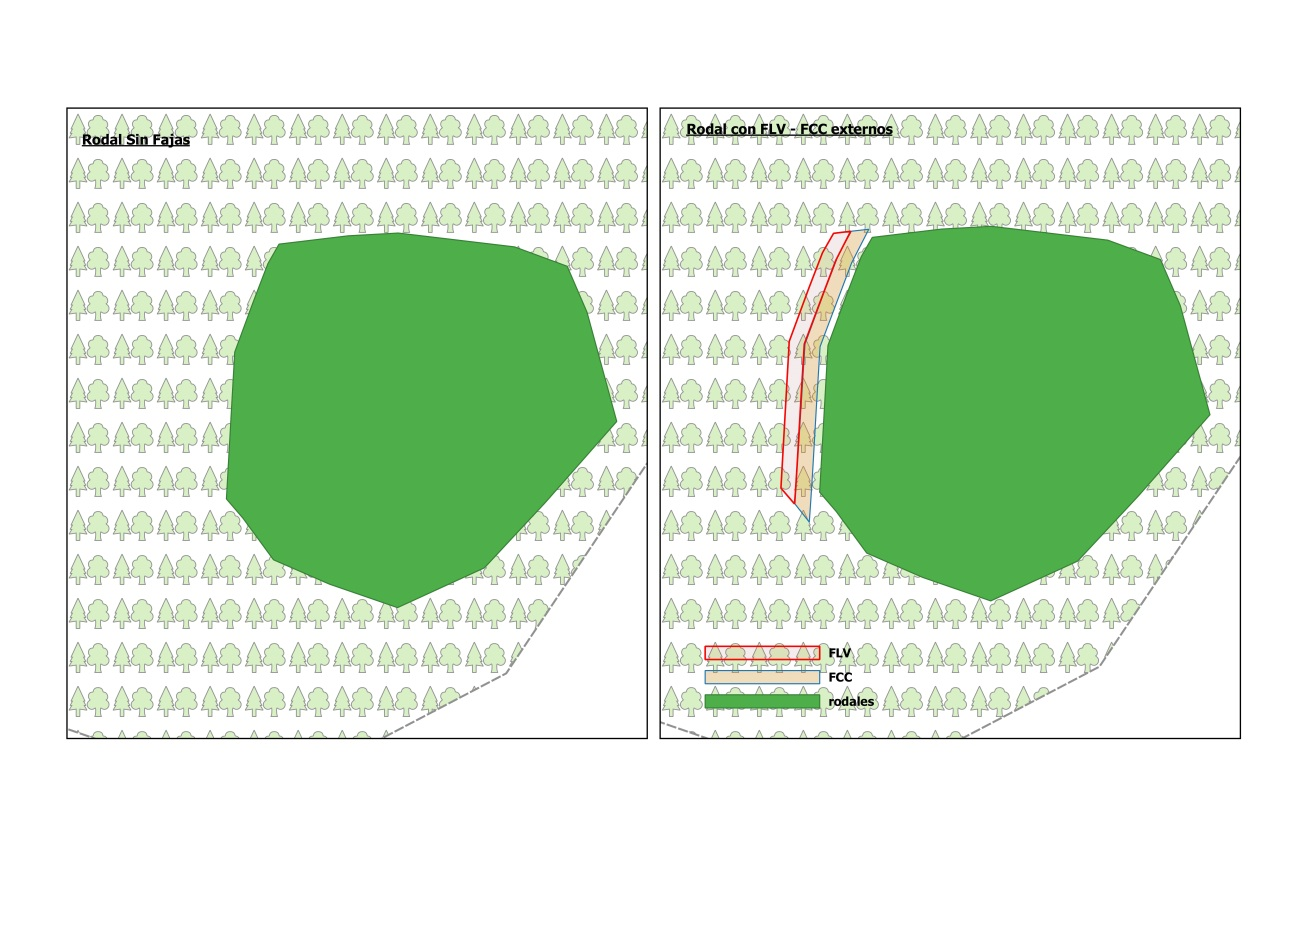 Rodal Sin Fajas
Rodal con FLV - FCC externos
FLV
FCC
rodales